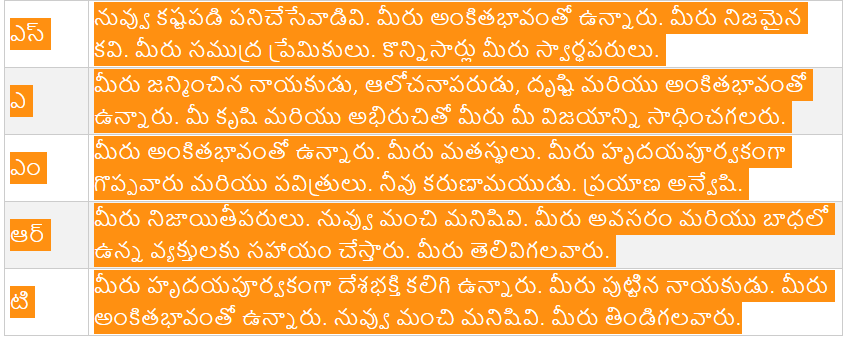 ఎస్
నువ్వు కష్టపడి పనిచేసేవాడివి. మీరు అంకితభావంతో ఉన్నారు. మీరు నిజమైన
కవి. మీరు సముద్ర ప్రేమికులు. కొన్నిసార్లు మీరు స్వార్థపరులు.
ఎ
మీరు జన్మించిన నాయకుడు, ఆలోచనాపరుడు, దృష్టి మరియు అంకితభావంతో
ఉన్నారు. మీ కృషి మరియు అభిరుచితో మీరు మీ విజయాన్ని సాధించగలరు.
ఎం
మీరు అంకితభావంతో ఉన్నారు. మీరు మతస్థులు. మీరు హృదయపూర్వకంగా
గొప్పవారు మరియు పవిత్రులు. నీవు కరుణామయుడు. ప్రయాణ అన్వేషి.
ఆర్
మీరు నిజాయితీపరులు. నువ్వు మంచి మనిషివి. మీరు అవసరం మరియు బాధలో
ఉన్న వ్యక్తులకు సహాయం చేస్తారు. మీరు తెలివిగలవారు.
టి
మీరు హృదయపూర్వకంగా దేశభక్తి కలిగి ఉన్నారు. మీరు పుట్టిన నాయకుడు. మీరు
అంకితభావంతో ఉన్నారు. నువ్వు మంచి మనిషివి. మీరు తిండిగలవారు.